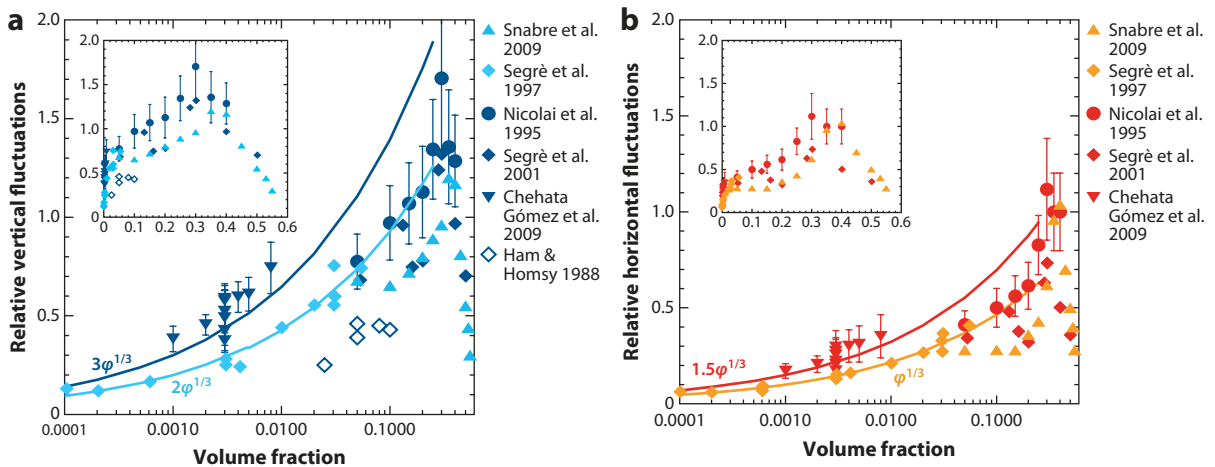 a
Relative vertical fluctuations
2.0
1.5
1.0
0.5
0
0.0001
0.0010
0.0100
0.1000
Volume fraction
2.0
1.5
1.0
0.5
0
0
0.1
0.2
0.3
0.4
0.5
0.6
3φ^1/3
2φ^1/3
Snabre et al.
2009
Segrè et al.
1997
Nicolai et al.
1995
Segrè et al.
2001
Chehata
Gómez et al.
2009
Ham &
Homsy 1988
b
Relative horizontal fluctuations
2.0
1.5
1.0
0.5
0
0.0001
0.0010
0.0100
0.1000
Volume fraction
2.0
1.5
1.0
0.5
0
0
0.1
0.2
0.3
0.4
0.5
0.6
1.5φ^1/3
φ^1/3
Snabre et al.
2009
Segrè et al.
1997
Nicolai et al.
1995
Segrè et al.
2001
Chehata
Gómez et al.
2009